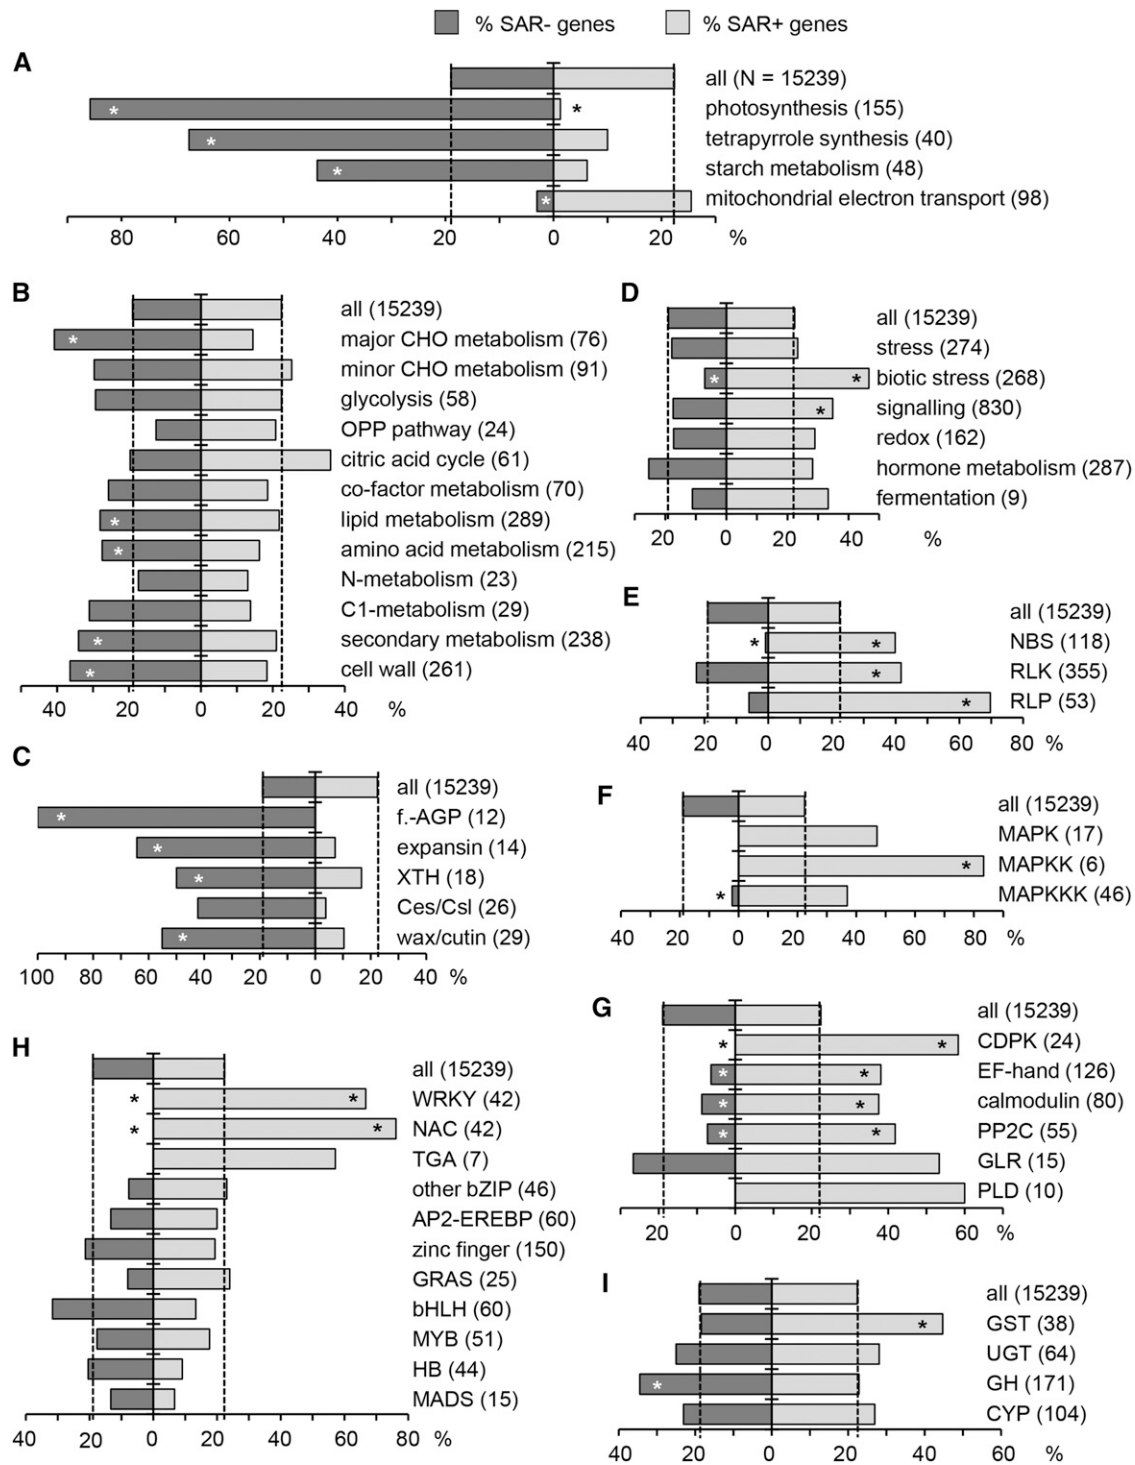 % SAR- genes % SAR+ genes
A
all (N = 15239)
photosynthesis (155)
*
*
tetrapyrrole synthesis (40)
*
starch metabolism (48)
*
mitochondrial electron transport (98)
*
80 60 40 20 0 20 %
B
all (15239)
major CHO metabolism (76)
*
minor CHO metabolism (91)
glycolysis (58)
OPP pathway (24)
citric acid cycle (61)
co-factor metabolism (70)
lipid metabolism (289)
*
amino acid metabolism (215)
*
N-metabolism (23)
C1-metabolism (29)
secondary metabolism (238)
*
cell wall (261)
*
40 20 0 20 40 %
C
all (15239)
f.-AGP (12)
*
expansin (14)
*
XTH (18)
*
Ces/Csl (26)
wax/cutin (29)
*
100 80 60 40 20 0 20 40 %
D
all (15239)
stress (274)
biotic stress (268)
*
*
signalling (830)
*
redox (162)
hormone metabolism (287)
fermentation (9)
20 0 20 40 %
E
all (15239)
NBS (118)
*
*
RLK (355)
*
RLP (53)
*
40 20 0 20 40 60 80 %
F
all (15239)
MAPK (17)
MAPKK (6)
*
MAPKKK (46)
*
40 20 0 20 40 60 80 %
G
all (15239)
CDPK (24)
*
*
EF-hand (126)
*
*
calmodulin (80)
*
*
PP2C (55)
*
*
GLR (15)
PLD (10)
20 0 20 40 60 %
H
all (15239)
WRKY (42)
*
*
NAC (42)
*
*
TGA (7)
other bZIP (46)
AP2-EREBP (60)
zinc finger (150)
GRAS (25)
bHLH (60)
MYB (51)
HB (44)
MADS (15)
40 20 0 20 40 60 80 %
I
all (15239)
GST (38)
*
UGT (64)
GH (171)
*
CYP (104)
40 20 0 20 40 60 %